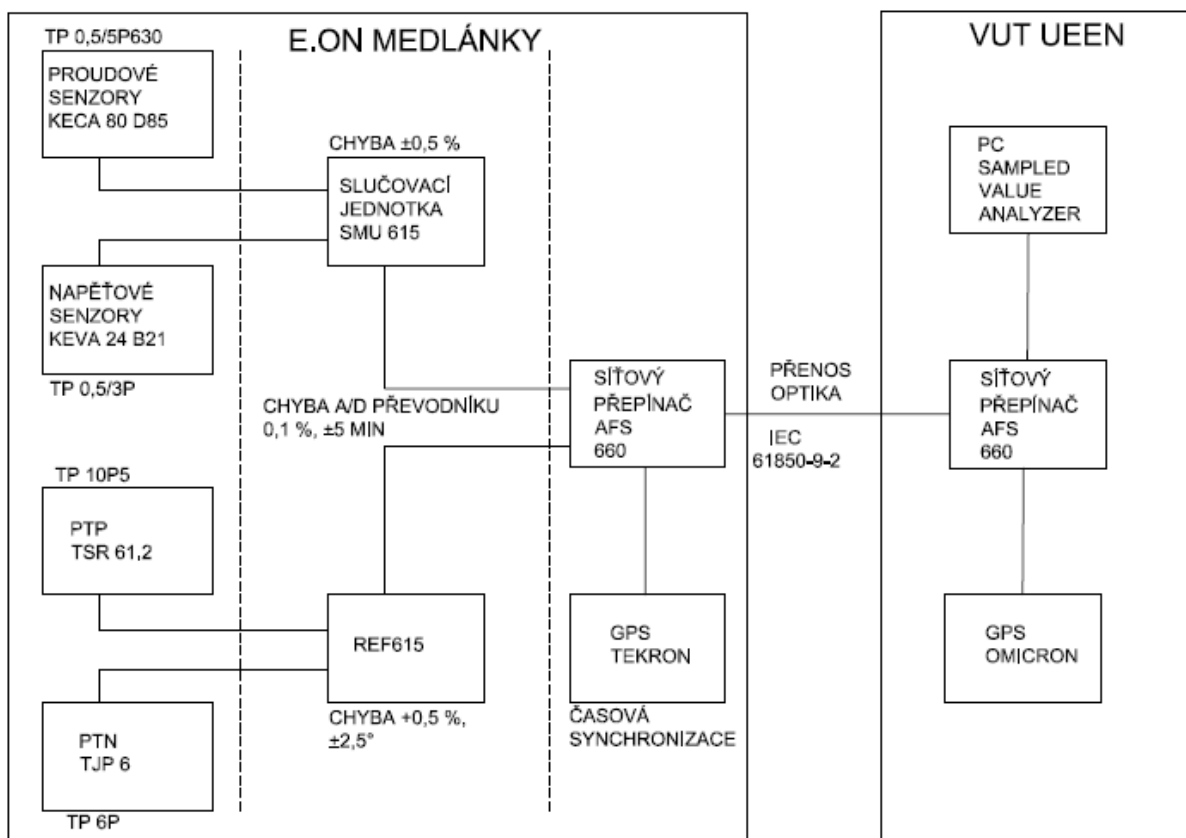 E.ON MEDLÁNKY
VUT UEEN
TP 0,5/5P630
PROUDOVÉ
SENZORY
KECA 80 D85
CHYBA ±0,5 %
SLUČOVACÍ
JEDNOTKA
SMU 615
PC
SAMPLED
VALUE
ANALYZER
NAPĚŤOVÉ
SENZORY
KEVA 24 B21
TP 0,5/3P
CHYBA A/D PŘEVODNÍKU
0,1 %, ±5 MIN
SÍŤOVÝ
PŘEPÍNAČ
AFS
660
PŘENOS
OPTIKA
IEC
61850-9-2
SÍŤOVÝ
PŘEPÍNAČ
AFS
660
TP 10P5
PTP
TSR 61,2
REF615
CHYBA +0,5 %,
±2,5°
GPS
TEKRON
ČASOVÁ
SYNCHRONIZACE
GPS
OMICRON
PTN
TJP 6
TP 6P